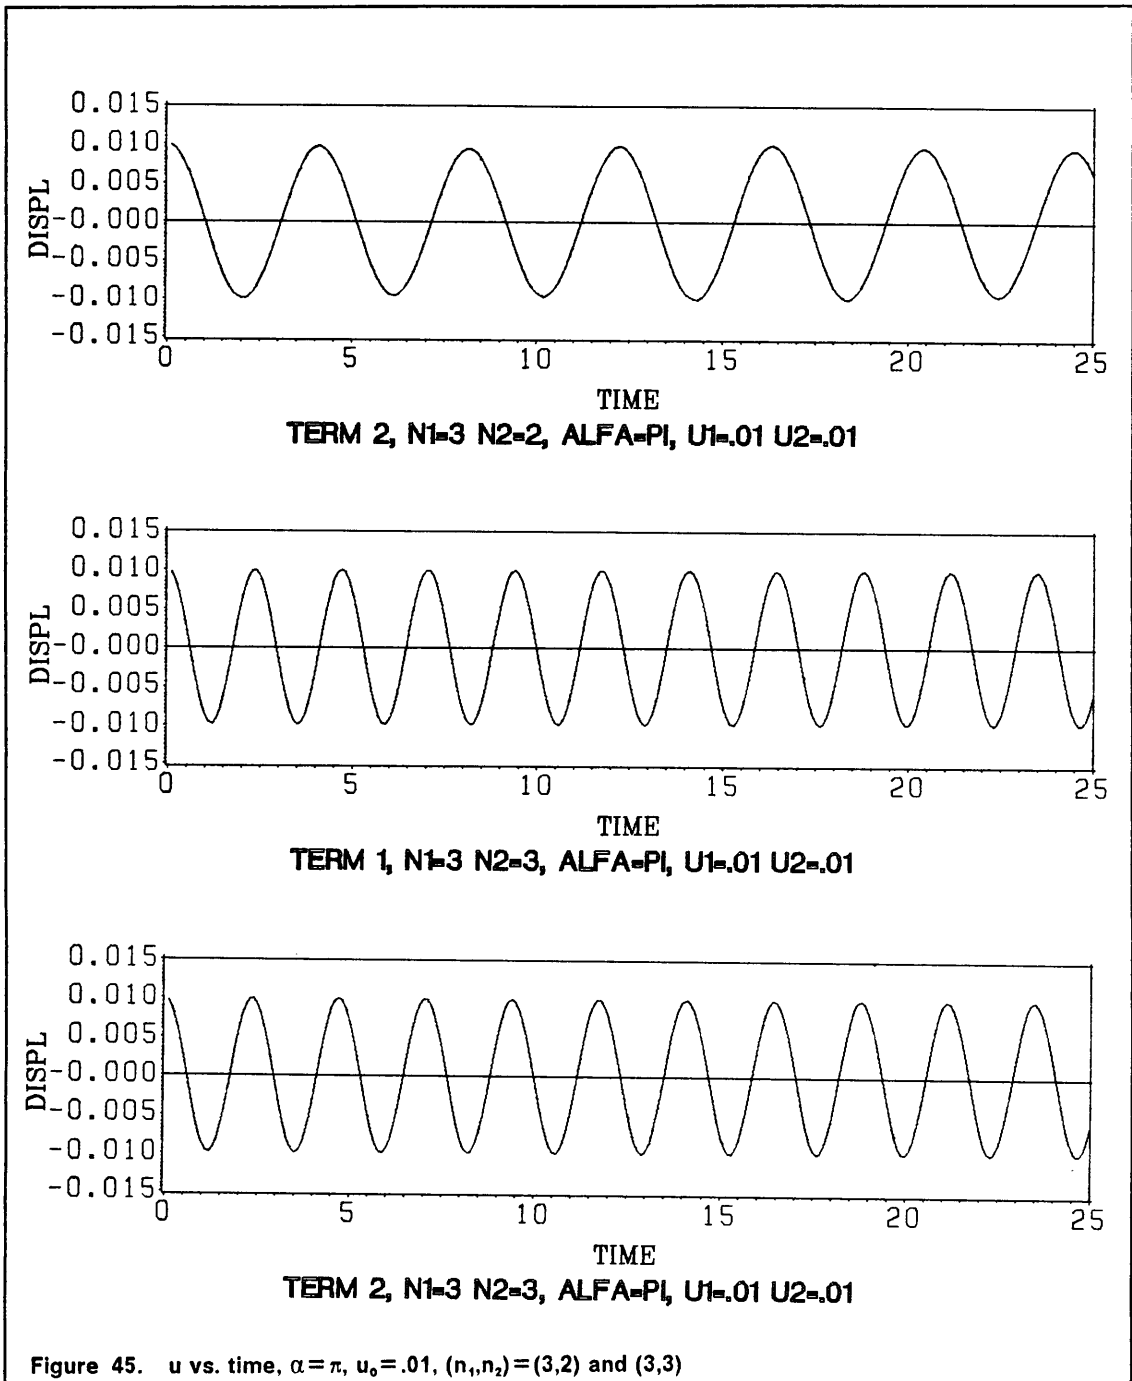 0.015
0.010
0.005
-0.000
-0.005
-0.010
-0.015
DISPL
0 5 10 15 20 25
TIME
TERM 2, N1=3 N2=2, ALFA=PI, U1=.01 U2=.01
0.015
0.010
0.005
-0.000
-0.005
-0.010
-0.015
DISPL
0 5 10 15 20 25
TIME
TERM 1, N1=3 N2=3, ALFA=PI, U1=.01 U2=.01
0.015
0.010
0.005
-0.000
-0.005
-0.010
-0.015
DISPL
0 5 10 15 20 25
TIME
TERM 2, N1=3 N2=3, ALFA=PI, U1=.01 U2=.01
Figure 45. u vs. time, α=π, u₀=.01, (n₁,n₂)=(3,2) and (3,3)